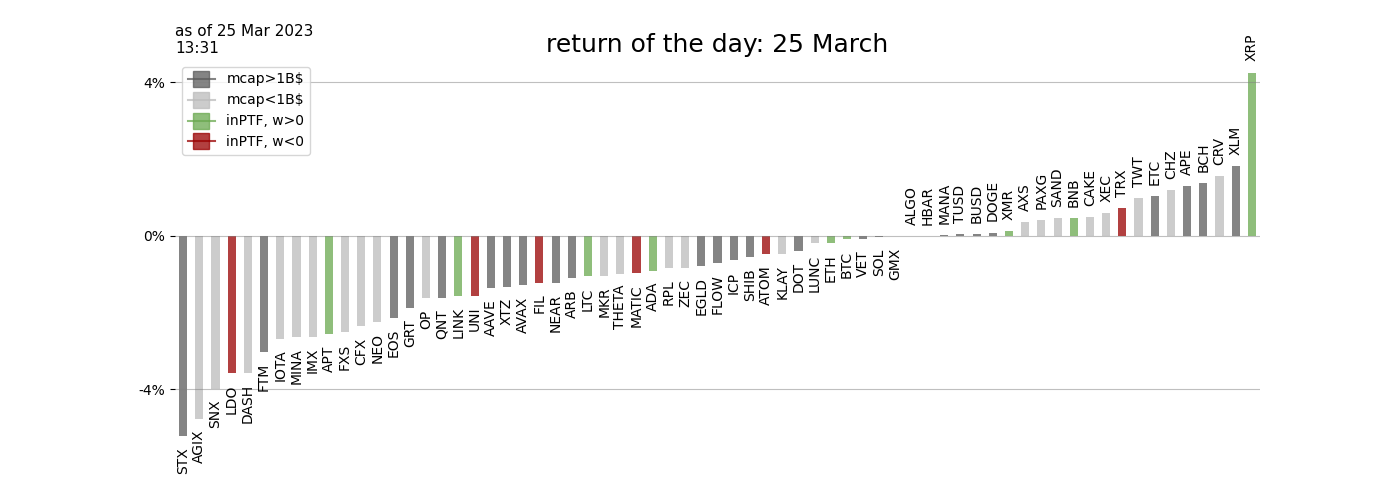 as of 25 Mar 2023
13:31
return of the day: 25 March
mcap>1B$
mcap<1B$
inPTF, w>0
inPTF, w<0
4%
0%
-4%
STX
AGIX
SNX
LDO
DASH
FTM
IOTA
MINA
IMX
APT
FXS
CFX
NEO
EOS
GRT
OP
QNT
LINK
UNI
AAVE
XTZ
AVAX
FIL
NEAR
ARB
LTC
MKR
THETA
MATIC
ADA
RPL
ZEC
EGLD
FLOW
ICP
SHIB
ATOM
KLAY
DOT
LUNC
ETH
BTC
VET
SOL
GMX
ALGO
HBAR
MANA
TUSD
BUSD
DOGE
XMR
AXS
PAXG
SAND
BNB
CAKE
XEC
TRX
TWT
ETC
CHZ
APE
BCH
CRV
XLM
XRP